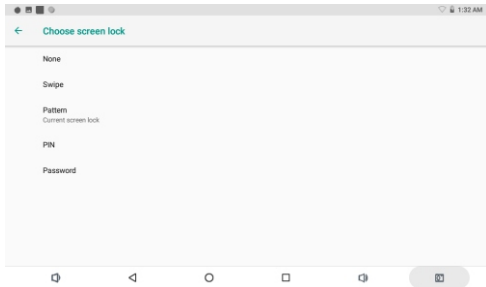 1:32 AM
Choose screen lock
None
Swipe
Pattern
Current screen lock
PIN
Password